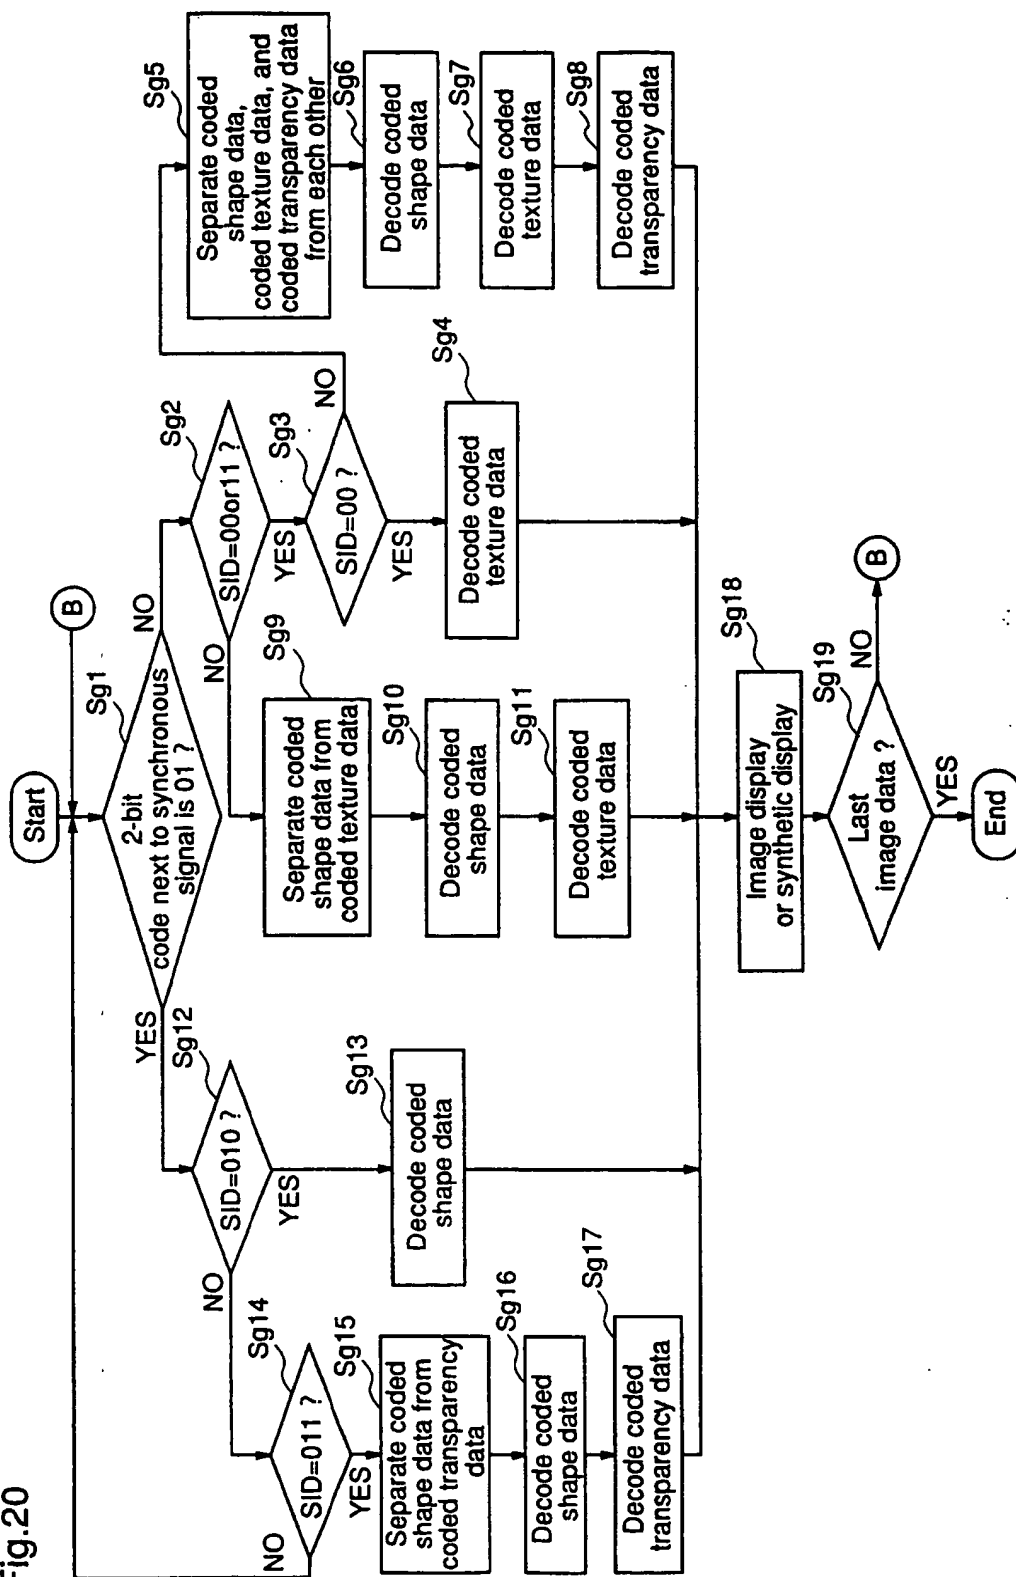 Fig.20
Start
B
Sg1
2-bit
code next to synchronous
signal is 01 ?
YES
NO
Sg12
SID=010 ?
YES
NO
Sg13
Decode coded
shape data
Sg14
SID=011 ?
YES
NO
Sg15
Separate coded
shape data from
coded transparency
data
Sg16
Decode coded
shape data
Sg17
Decode coded
transparency data
Sg2
SID=00or11 ?
YES
NO
Sg9
Separate coded
shape data from
coded texture data
Sg10
Decode coded
shape data
Sg11
Decode coded
texture data
Sg3
SID=00 ?
YES
NO
Sg4
Decode coded
texture data
Sg5
Separate coded
shape data,
coded texture data, and
coded transparency data
from each other
Sg6
Decode coded
shape data
Sg7
Decode coded
texture data
Sg8
Decode coded
transparency data
Sg18
Image display
or synthetic display
Sg19
Last
image data ?
NO
B
YES
End